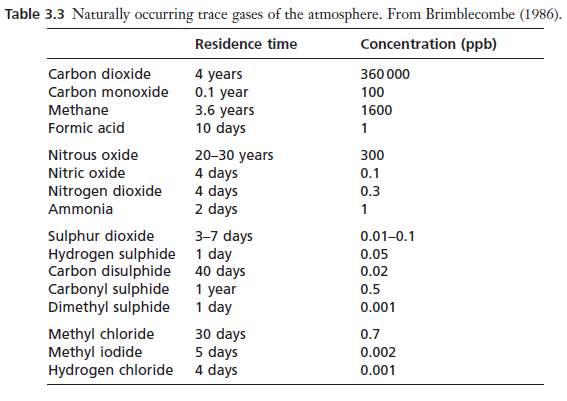 Table 3.3 Naturally occurring trace gases of the atmosphere. From Brimblecombe (1986).
Residence time Concentration (ppb)
Carbon dioxide 4 years 360 000
Carbon monoxide 0.1 year 100
Methane 3.6 years 1600
Formic acid 10 days 1
Nitrous oxide 20–30 years 300
Nitric oxide 4 days 0.1
Nitrogen dioxide 4 days 0.3
Ammonia 2 days 1
Sulphur dioxide 3–7 days 0.01–0.1
Hydrogen sulphide 1 day 0.05
Carbon disulphide 40 days 0.02
Carbonyl sulphide 1 year 0.5
Dimethyl sulphide 1 day 0.001
Methyl chloride 30 days 0.7
Methyl iodide 5 days 0.002
Hydrogen chloride 4 days 0.001